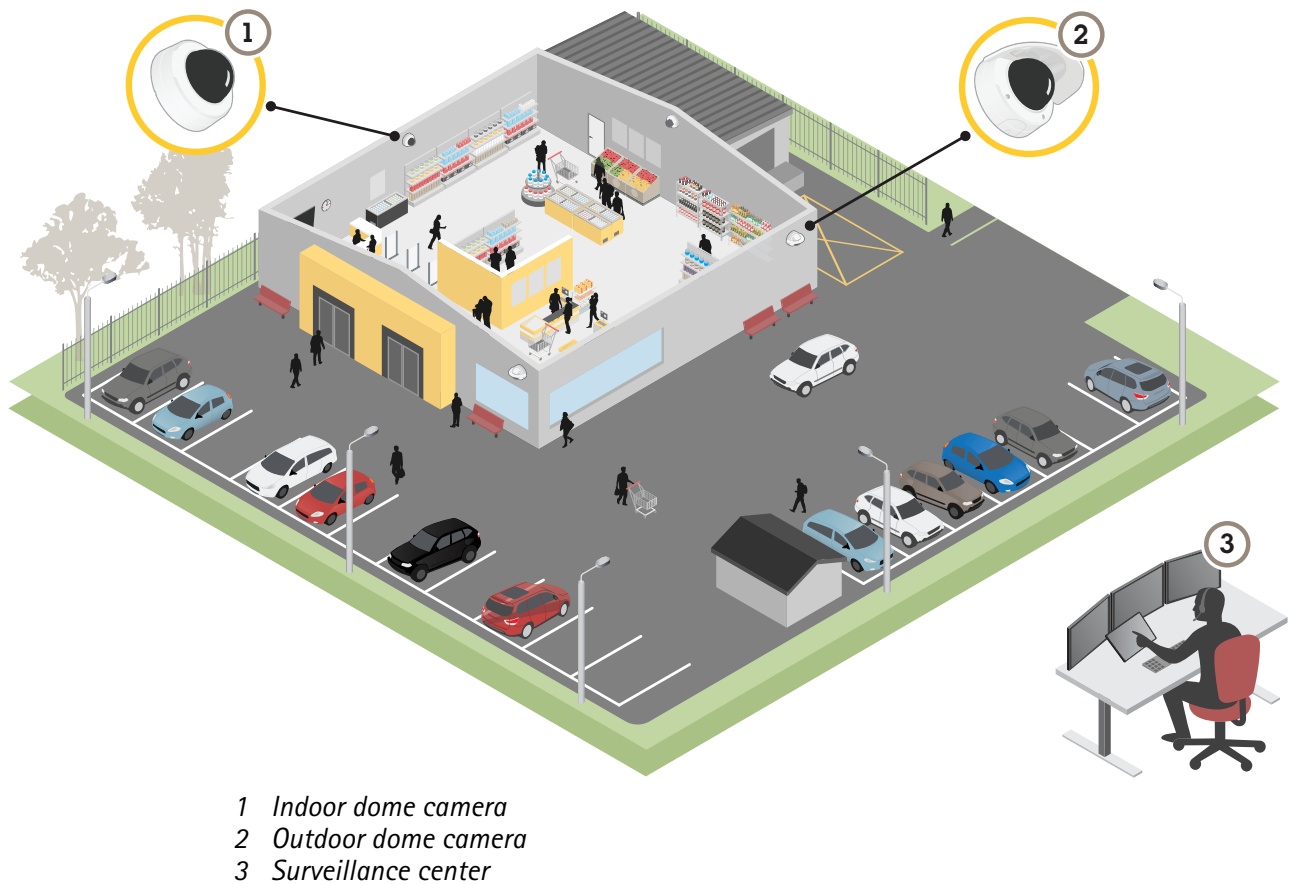 1
2
3
1 Indoor dome camera
2 Outdoor dome camera
3 Surveillance center